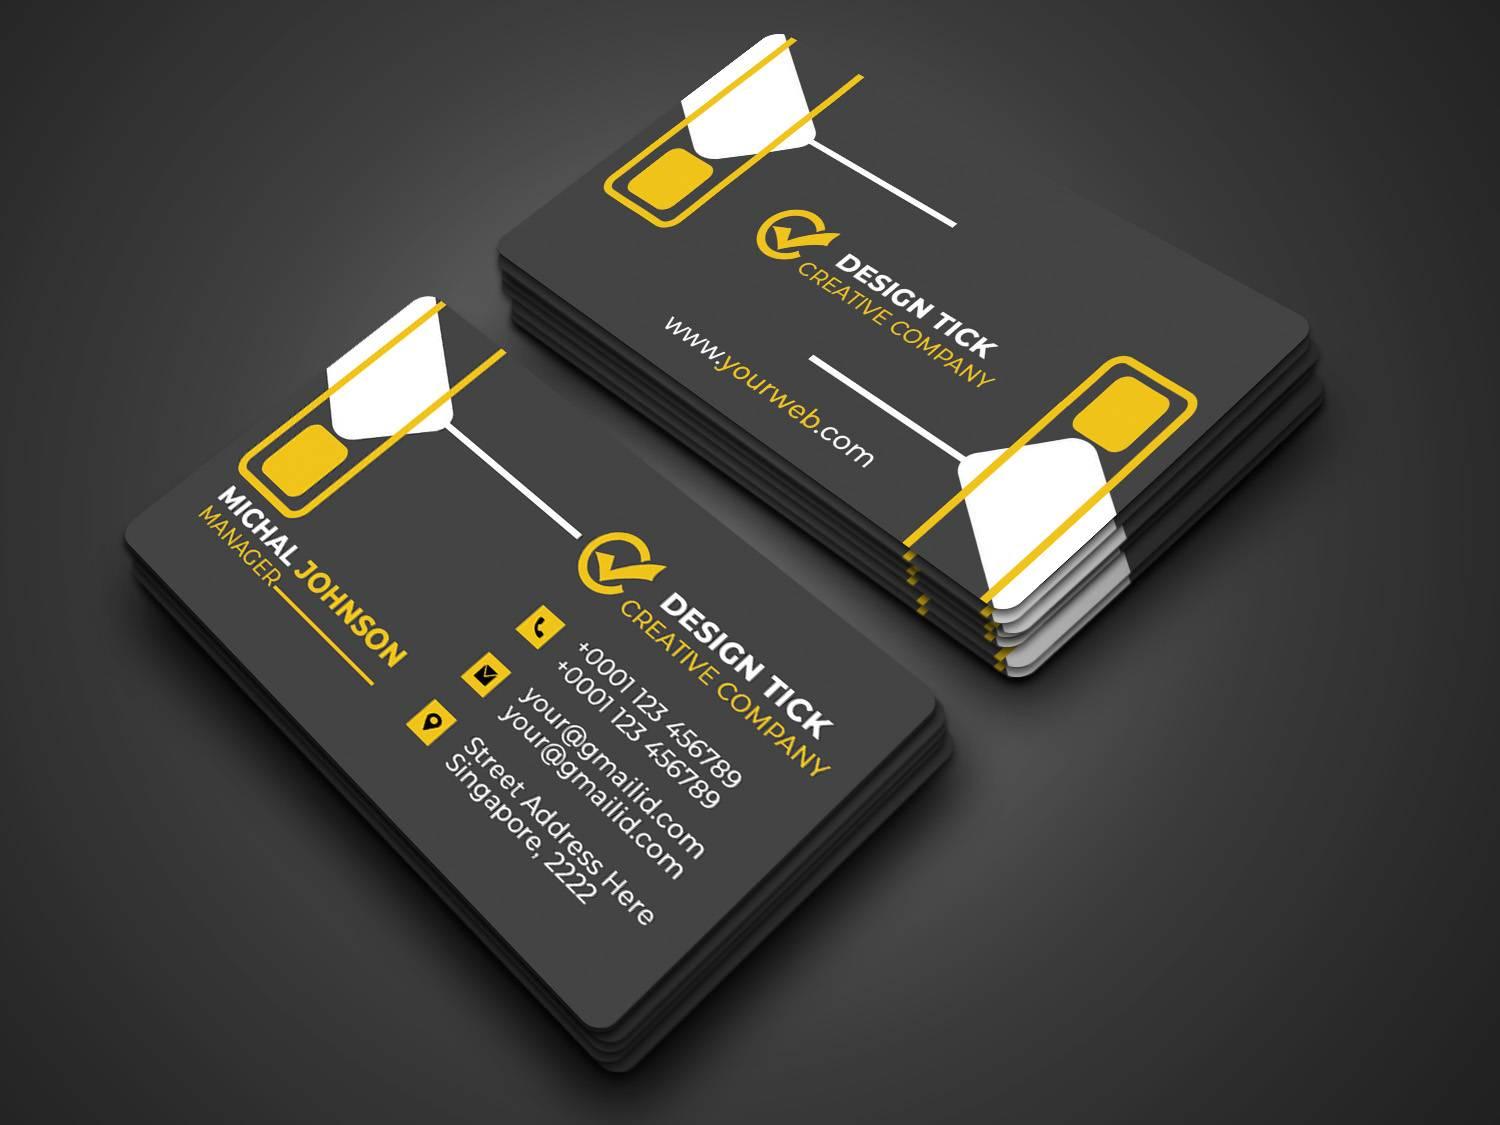 DESIGN TICK
CREATIVE COMPANY
www.yourweb.com
MICHAL JOHNSON
MANAGER
DESIGN TICK
CREATIVE COMPANY
+0001 123 456789
+0001 123 456789
your@gmailid.com
your@gmailid.com
Street Address Here
Singapore, 2222